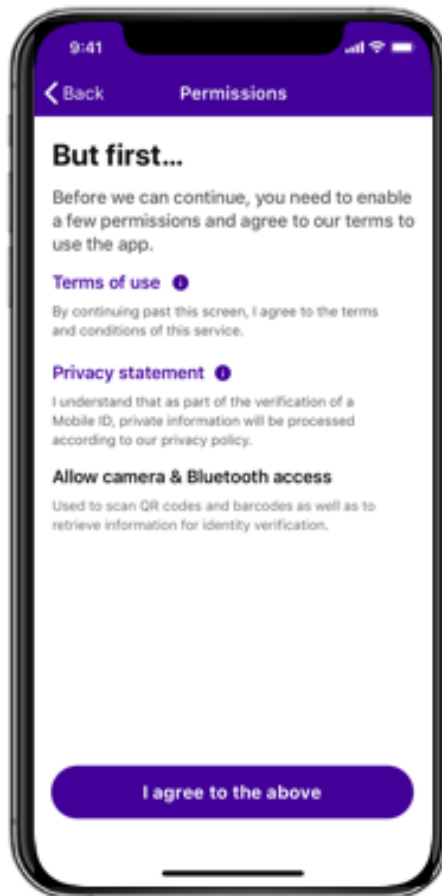 9:41
Back
Permissions
But first...
Before we can continue, you need to enable
a few permissions and agree to our terms to
use the app.
Terms of use
By continuing past this screen, I agree to the terms
and conditions of this service.
Privacy statement
I understand that as part of the verification of a
Mobile ID, private information will be processed
according to our privacy policy.
Allow camera & Bluetooth access
Used to scan QR codes and barcodes as well as to
retrieve information for identity verification.
I agree to the above